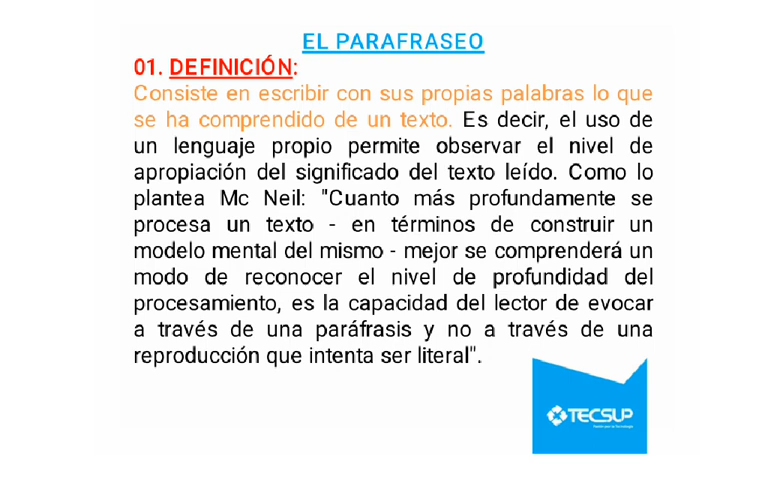 EL PARAFRASEO
01. DEFINICIÓN:
Consiste en escribir con sus propias palabras lo que
se ha comprendido de un texto. Es decir, el uso de
un lenguaje propio permite observar el nivel de
apropiación del significado del texto leído. Como lo
plantea Mc Neil: "Cuanto más profundamente se
procesa un texto - en términos de construir un
modelo mental del mismo - mejor se comprenderá un
modo de reconocer el nivel de profundidad del
procesamiento, es la capacidad del lector de evocar
a través de una paráfrasis y no a través de una
reproducción que intenta ser literal".
TECSUP